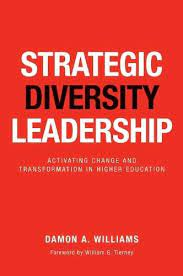 STRATEGIC
DIVERSITY
LEADERSHIP
ACTIVATING CHANGE AND
TRANSFORMATION IN HIGHER EDUCATION
DAMON A. WILLIAMS
Foreword by William G. Tierney